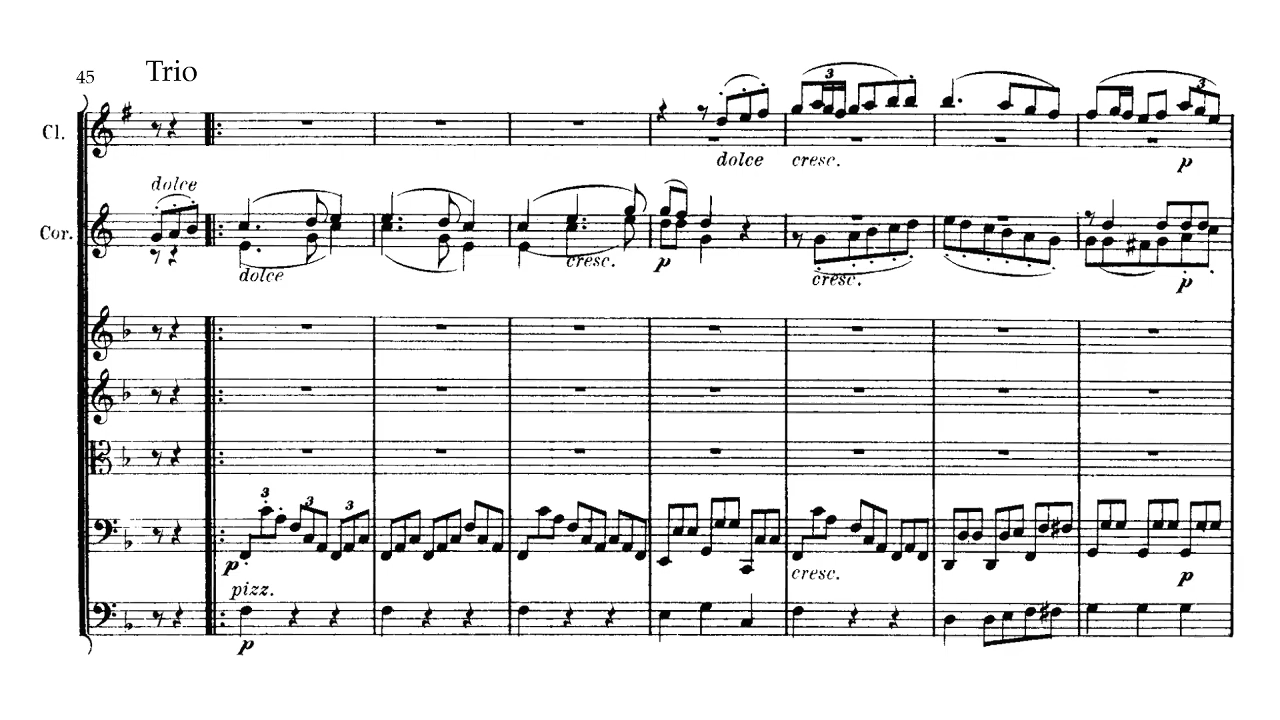 45 Trio
3 3
Cl.
dolce cresc. p
dolce
Cor.
dolce cresc. p cresc. p
3 3 3
p cresc. p
pizz.
p